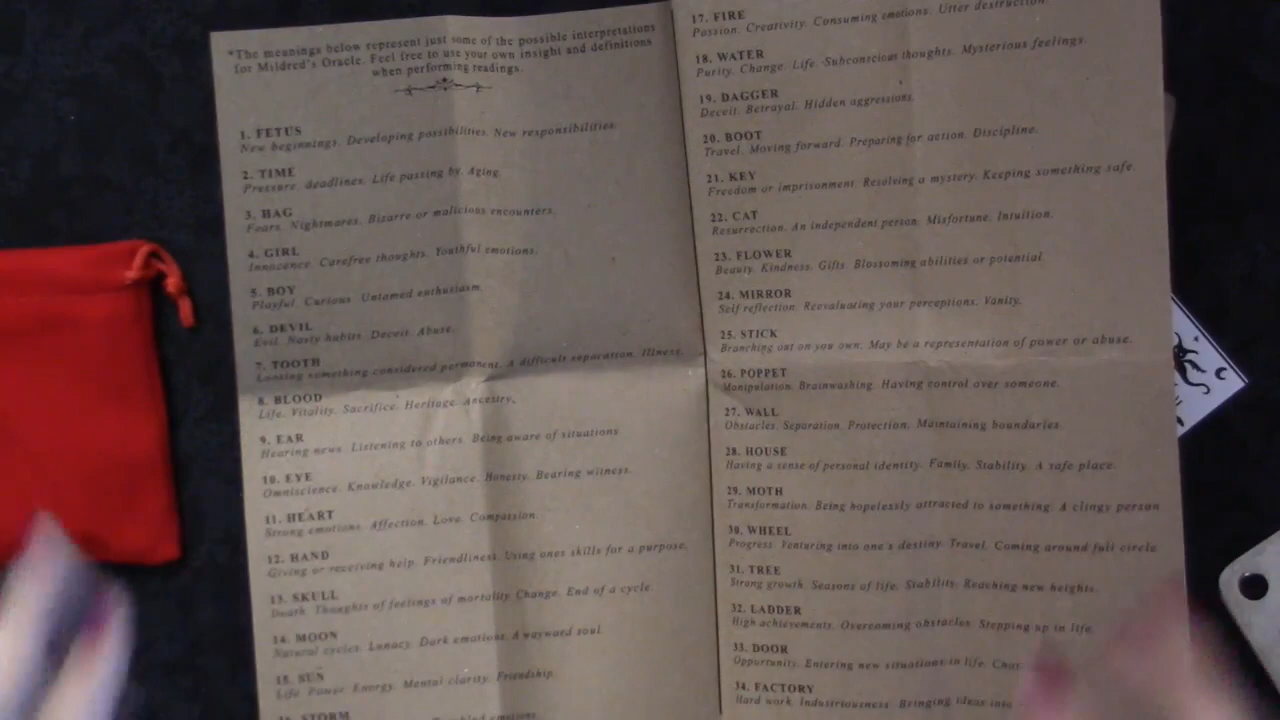 *The meanings below represent just some of the possible interpretations
for Mildred's Oracle. Feel free to use your own insight and definitions
when performing readings.
1. FETUS
New beginnings. Developing possibilities. New responsibilities.
2. TIME
Pressure, deadlines. Life passing by. Aging.
3. HAG
Fears. Nightmares. Bizarre or malicious encounters.
4. GIRL
Innocence. Carefree thoughts. Youthful emotions.
5. BOY
Playful. Curious. Untamed enthusiasm.
6. DEVIL
Evil. Nasty habits. Deceit. Abuse.
7. TOOTH
Loosing something considered permanent. A difficult separation. Illness.
8. BLOOD
Life. Vitality. Sacrifice. Heritage. Ancestry.
9. EAR
Hearing news. Listening to others. Being aware of situations.
10. EYE
Omniscience. Knowledge. Vigilance. Honesty. Bearing witness.
11. HEART
Strong emotions. Affection. Love. Compassion.
12. HAND
Giving or receiving help. Friendliness. Using ones skills for a purpose.
13. SKULL
Death. Thoughts of feelings of mortality. Change. End of a cycle.
14. MOON
Natural cycles. Lunacy. Dark emotions. A wayward soul.
15. SUN
Life. Power. Energy. Mental clarity. Friendship.
16. STORM
emotions.
17. FIRE
Passion. Creativity. Consuming emotions. Utter destruction.
18. WATER
Purity. Change. Life. Subconscious thoughts. Mysterious feelings.
19. DAGGER
Deceit. Betrayal. Hidden aggressions.
20. BOOT
Travel. Moving forward. Preparing for action. Discipline.
21. KEY
Freedom or imprisonment. Resolving a mystery. Keeping something safe.
22. CAT
Resurrection. An independent person. Misfortune. Intuition.
23. FLOWER
Beauty. Kindness. Gifts. Blossoming abilities or potential.
24. MIRROR
Self reflection. Reevaluating your perceptions. Vanity.
25. STICK
Branching out on you own. May be a representation of power or abuse.
26. POPPET
Manipulation. Brainwashing. Having control over someone.
27. WALL
Obstacles. Separation. Protection. Maintaining boundaries.
28. HOUSE
Having a sense of personal identity. Family. Stability. A safe place.
29. MOTH
Transformation. Being hopelessly attracted to something. A clingy person.
30. WHEEL
Progress. Venturing into one's destiny. Travel. Coming around full circle.
31. TREE
Strong growth. Seasons of life. Stability. Reaching new heights.
32. LADDER
High achievements. Overcoming obstacles. Stepping up in life.
33. DOOR
Opportunity. Entering new situations in life.
34. FACTORY
Hard work. Industriousness. Bringing ideas into